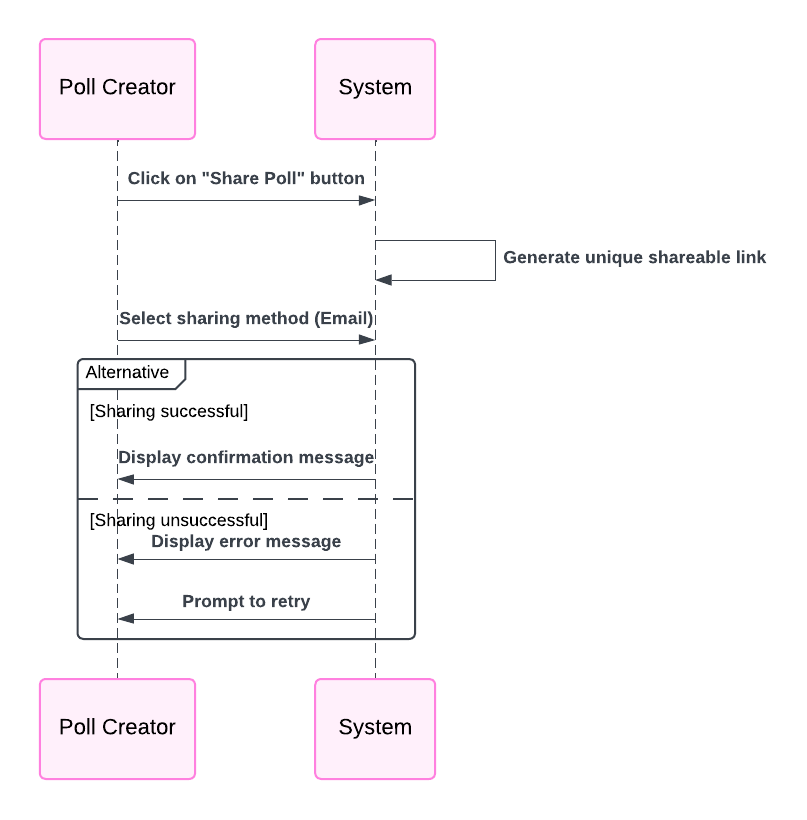 Poll Creator
System
Click on "Share Poll" button
Generate unique shareable link
Select sharing method (Email)
Alternative
[Sharing successful]
Display confirmation message
[Sharing unsuccessful]
Display error message
Prompt to retry
Poll Creator
System